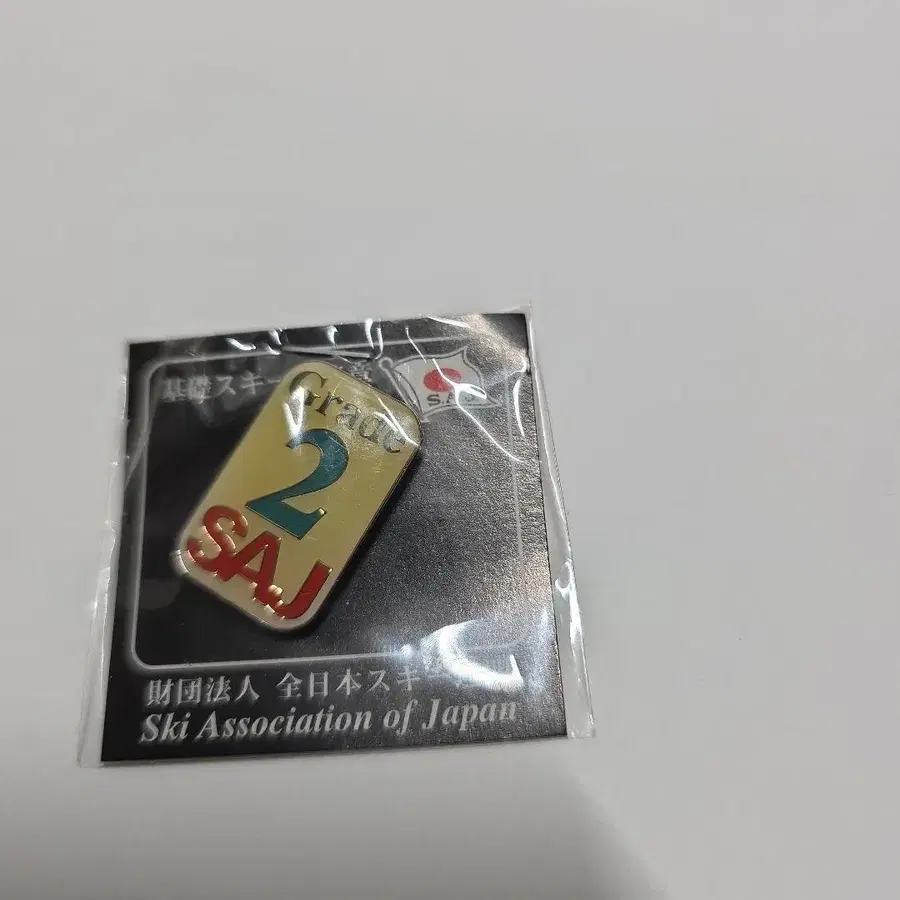 基礎スキー 章
S.A.J
Grade
2
SAJ
財団法人 全日本スキー
Ski Association of Japan